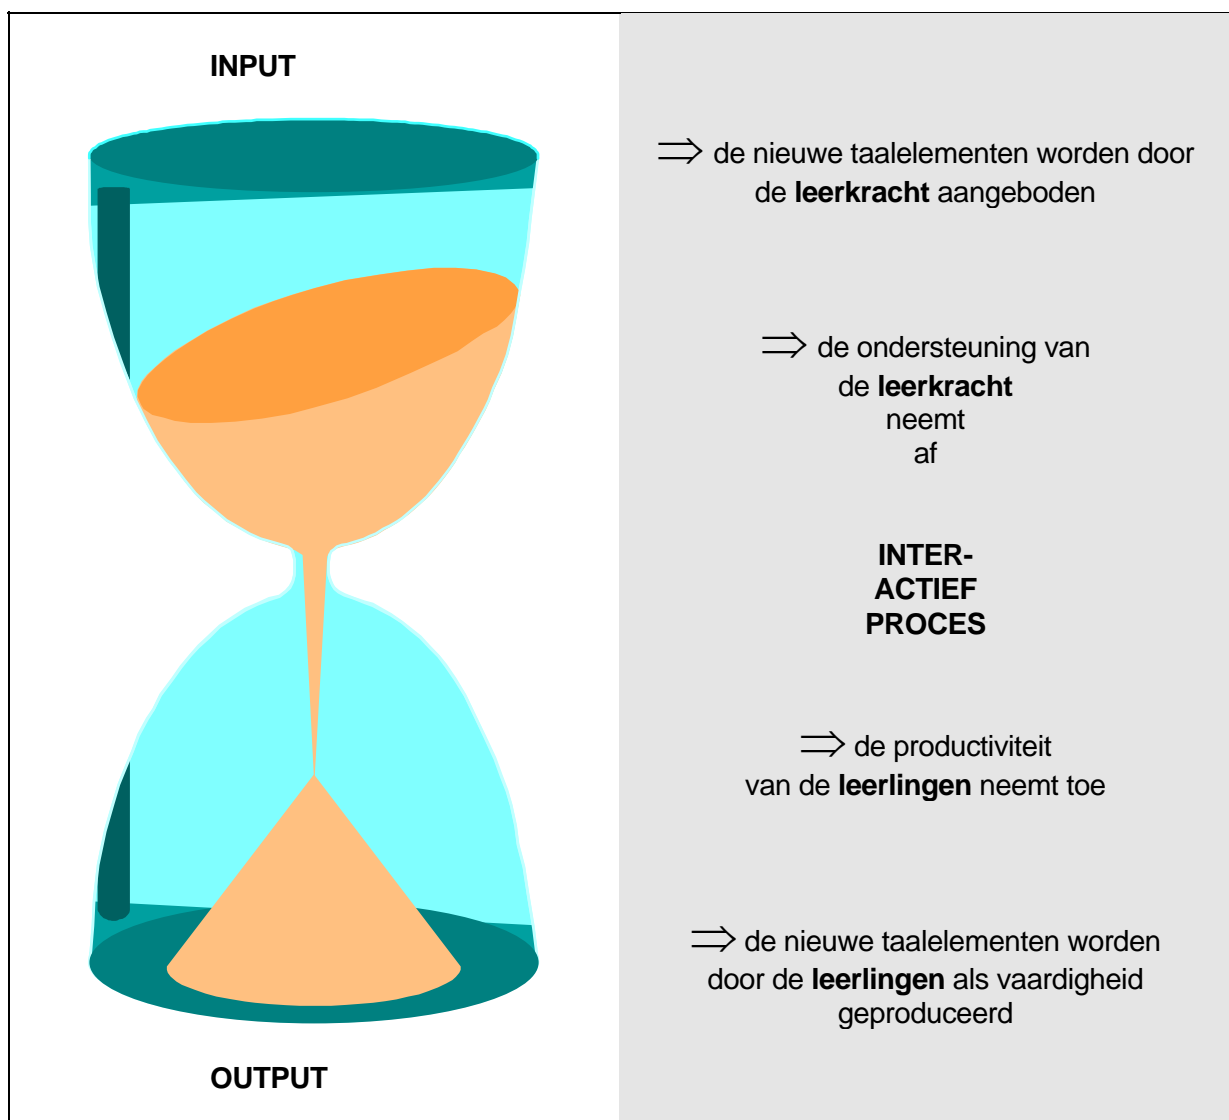 INPUT
⇒ de nieuwe taalelementen worden door
de leerkracht aangeboden
⇒ de ondersteuning van
de leerkracht
neemt
af
INTER-
ACTIEF
PROCES
⇒ de productiviteit
van de leerlingen neemt toe
⇒ de nieuwe taalelementen worden
door de leerlingen als vaardigheid
geproduceerd
OUTPUT